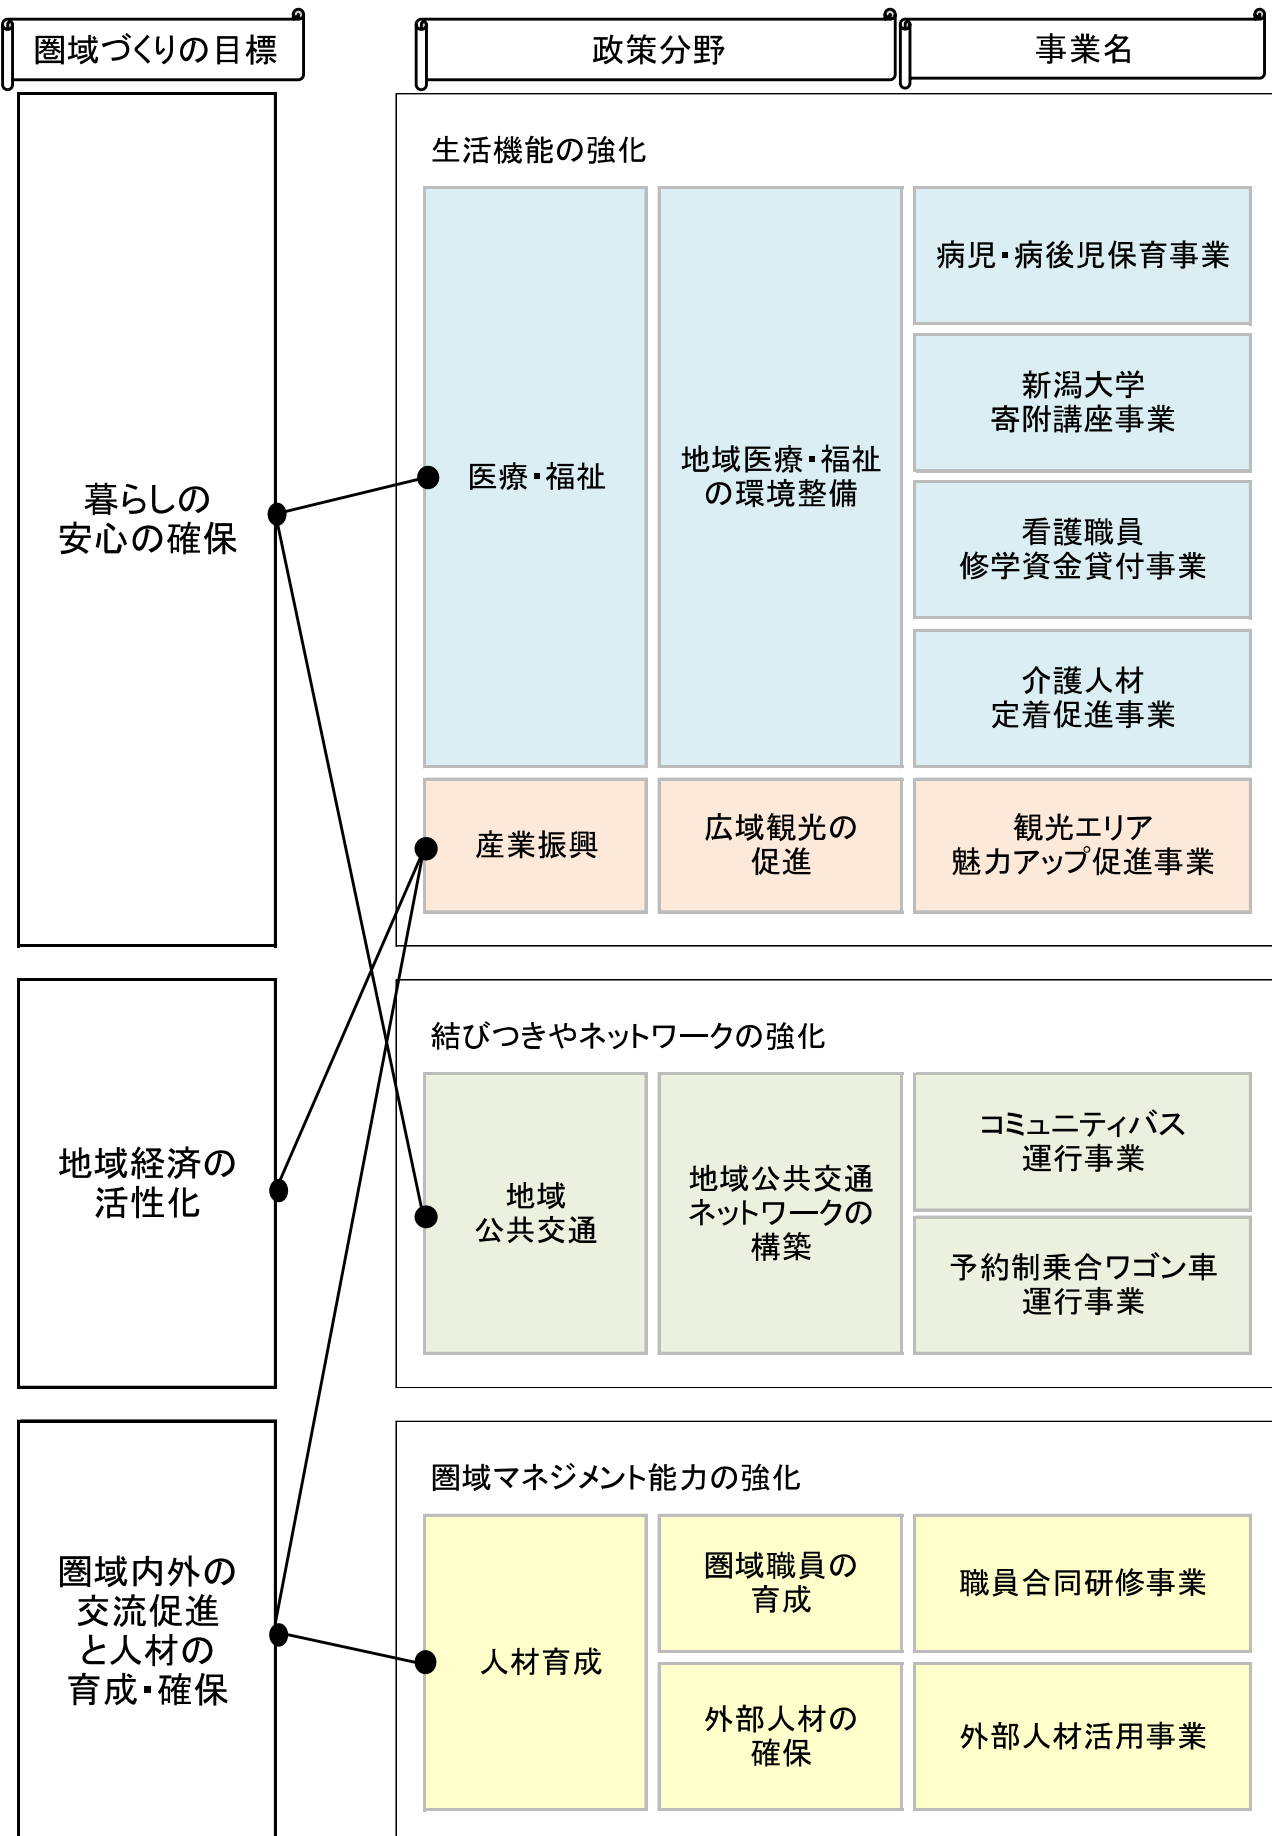 圏域づくりの目標
政策分野
事業名
暮らしの
安心の確保
生活機能の強化
医療・福祉
地域医療・福祉
の環境整備
病児・病後児保育事業
新潟大学
寄附講座事業
看護職員
修学資金貸付事業
介護人材
定着促進事業
産業振興
広域観光の
促進
観光エリア
魅力アップ促進事業
地域経済の
活性化
結びつきやネットワークの強化
地域
公共交通
地域公共交通
ネットワークの
構築
コミュニティバス
運行事業
予約制乗合ワゴン車
運行事業
圏域内外の
交流促進
と人材の
育成・確保
圏域マネジメント能力の強化
人材育成
圏域職員の
育成
職員合同研修事業
外部人材の
確保
外部人材活用事業